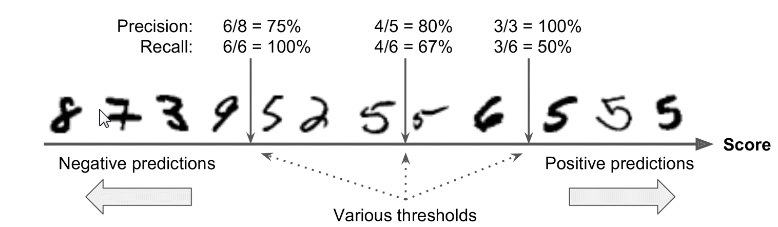 Precision: 6/8 = 75% 4/5 = 80% 3/3 = 100%
Recall: 6/6 = 100% 4/6 = 67% 3/6 = 50%
8 7 3 9 5 2 5 5 6 5 5 5
Score
Negative predictions Positive predictions
Various thresholds